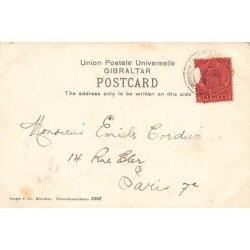 Union Postale Universelle
GIBRALTAR
POSTCARD
The address only to be written on this side
Monsieur Emile Cordier
14 Rue Eler
Paris 7e